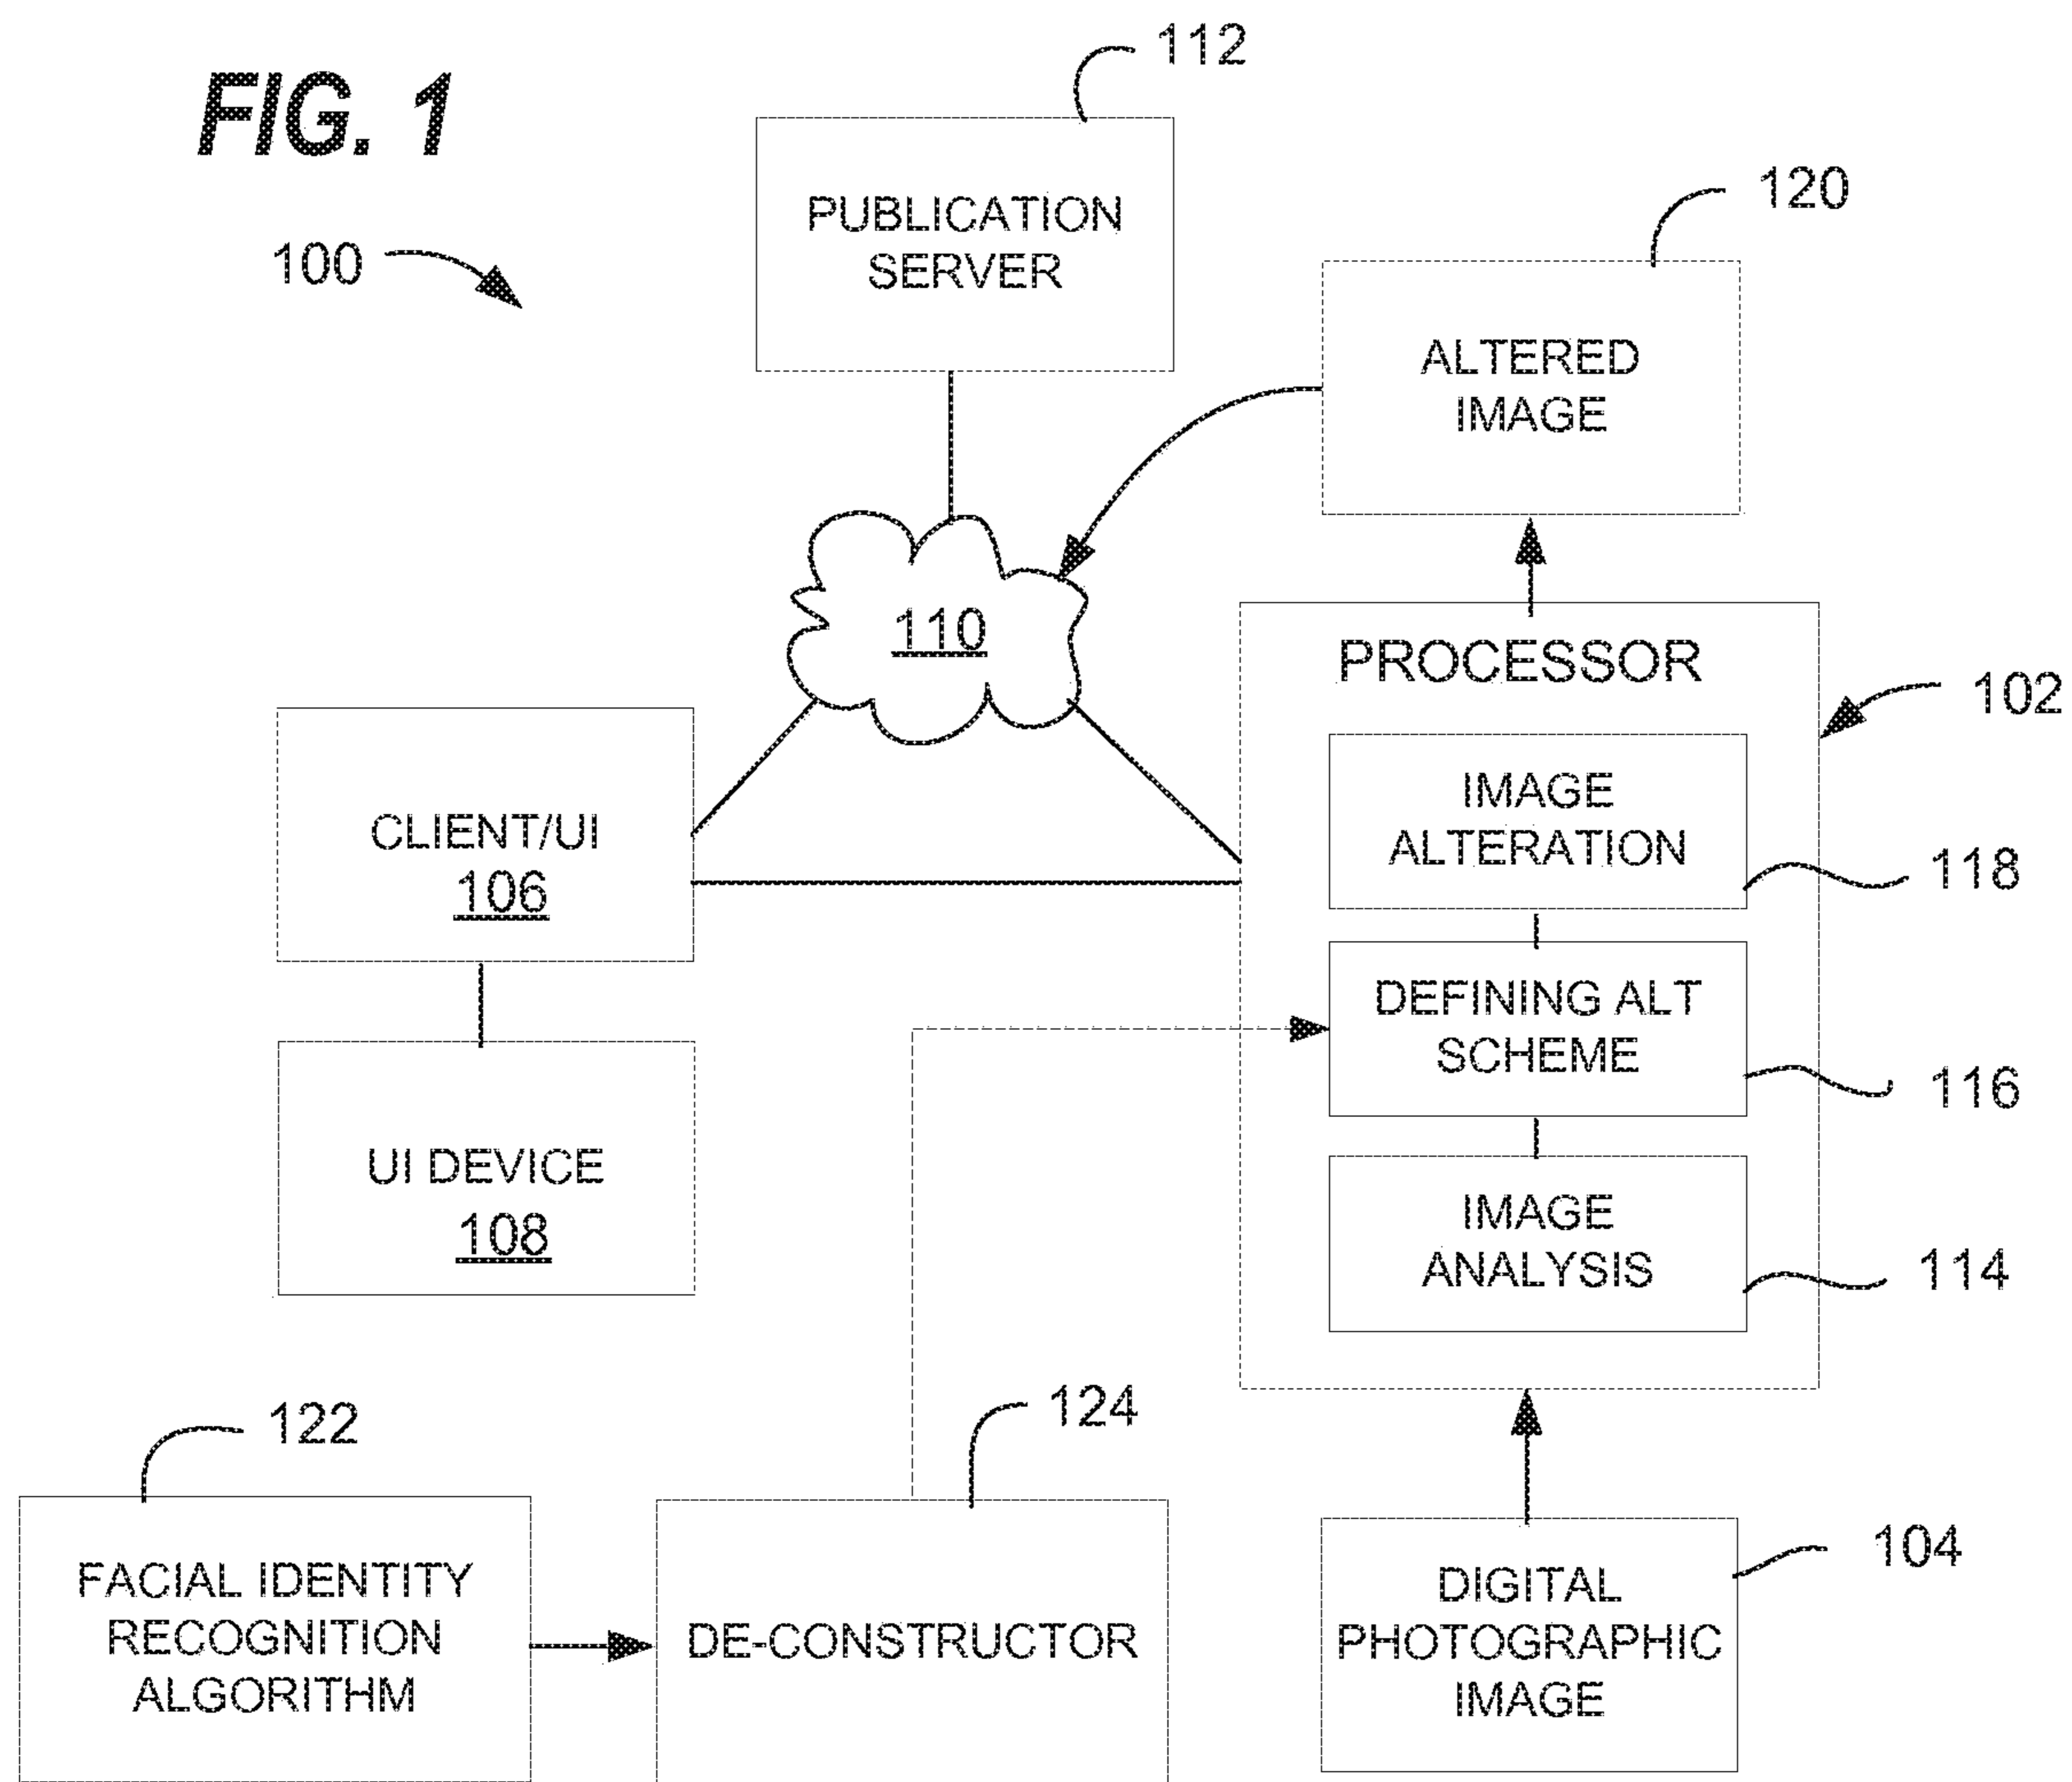 FIG. 1
100
112
PUBLICATION
SERVER
120
ALTERED
IMAGE
110
PROCESSOR
102
IMAGE
ALTERATION
118
CLIENT/UI
106
DEFINING ALT
SCHEME
116
UI DEVICE
108
IMAGE
ANALYSIS
114
122
FACIAL IDENTITY
RECOGNITION
ALGORITHM
124
DE-CONSTRUCTOR
104
DIGITAL
PHOTOGRAPHIC
IMAGE